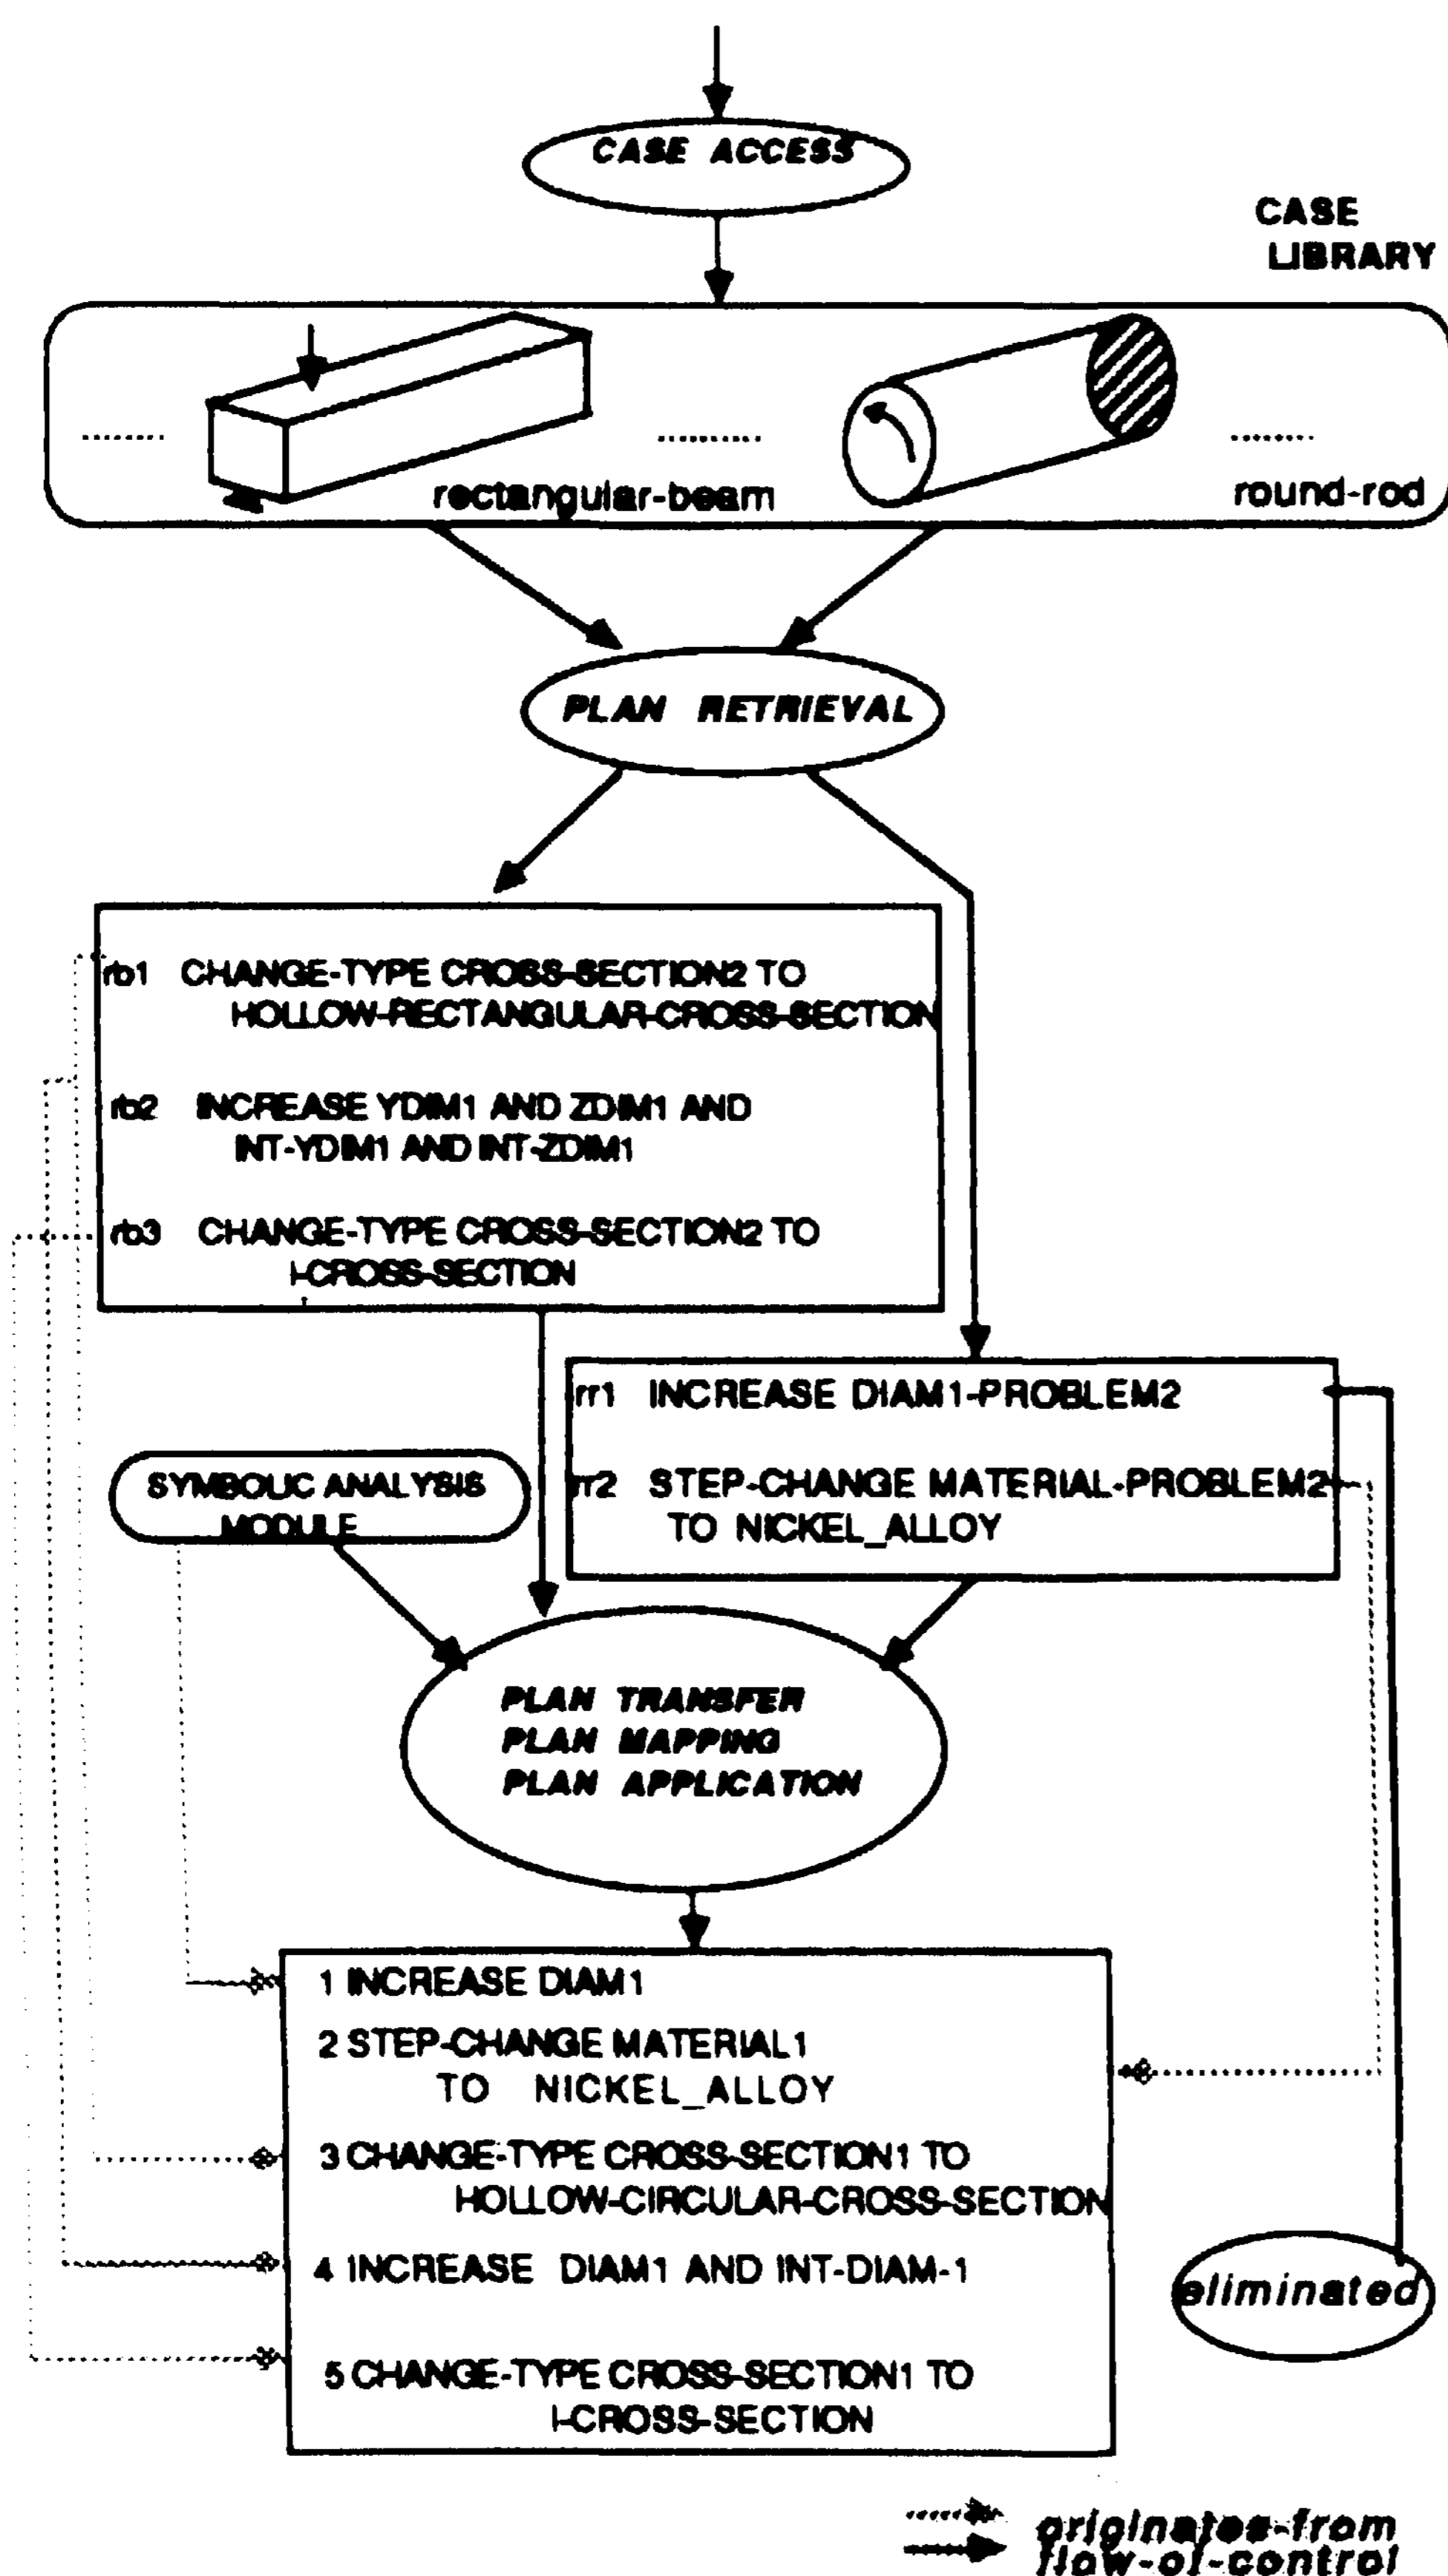 CASE ACCESS
CASE
LIBRARY
rectangular-beam
round-rod
PLAN RETRIEVAL
rb1 CHANGE-TYPE CROSS-SECTION2 TO
HOLLOW-RECTANGULAR-CROSS-SECTION
rb2 INCREASE YDIM1 AND ZDIM1 AND
INT-YDIM1 AND INT-ZDIM1
rb3 CHANGE-TYPE CROSS-SECTION2 TO
I-CROSS-SECTION
rr1 INCREASE DIAM1-PROBLEM2
rr2 STEP-CHANGE MATERIAL-PROBLEM2
TO NICKEL_ALLOY
SYMBOLIC ANALYSIS
MODULE
PLAN TRANSFER
PLAN MAPPING
PLAN APPLICATION
1 INCREASE DIAM1
2 STEP-CHANGE MATERIAL1
TO NICKEL_ALLOY
3 CHANGE-TYPE CROSS-SECTION1 TO
HOLLOW-CIRCULAR-CROSS-SECTION
4 INCREASE DIAM1 AND INT-DIAM-1
5 CHANGE-TYPE CROSS-SECTION1 TO
I-CROSS-SECTION
eliminated
originates-from
flow-of-control